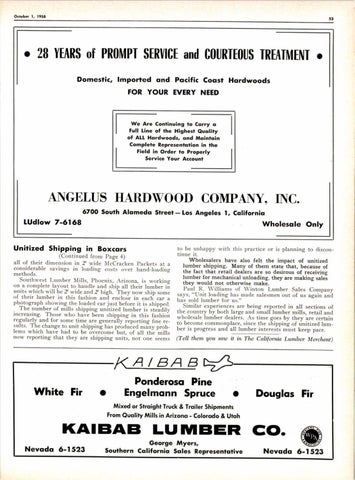 October 1, 1958
53
• 28 YEARS of PROMPT SERVICE and COURTEOUS TREATMENT •
Domestic, Imported and Pacific Coast Hardwoods
FOR YOUR EVERY NEED
We Are Continuing to Carry a
Full Line of the Highest Quality
of ALL Hardwoods, and Maintain
Complete Representation in the
Field in Order to Properly
Service Your Account
ANGELUS HARDWOOD COMPANY, INC.
6700 South Alameda Street — Los Angeles 1, California
LUdlow 7-6168
Wholesale Only
Unitized Shipping in Boxcars
(Continued from Page 4)
all of their dimension in 2' wide McCracken Packets at a
considerable savings in loading costs over hand-loading
methods.
Southwest Lumber Mills, Phoenix, Arizona, is working
on a complete layout to handle and ship all their lumber in
units which will be 2' wide and 2' high. They now ship some
of their lumber in this fashion and enclose in each car a
photograph showing the loaded car just before it is shipped.
The number of mills shipping unitized lumber is steadily
increasing. Those who have been shipping in this fashion
regularly and for some time are generally reporting fine re-
sults. The change to unit shipping has produced many prob-
lems which have had to be overcome but, of all the mills
now reporting that they are shipping units, not one seems
to be unhappy with this practice or is planning to discon-
tinue it.
Wholesalers have also felt the impact of unitized
lumber shipping. Many of them state that, because of
the fact that retail dealers are so desirous of receiving
lumber for mechanical unloading, they are making sales
they would not otherwise make.
Paul R. Williams of Wotton Lumber Sales Company
says, "Unit loading has made salesmen out of us again and
has sold lumber for us."
Similar experiences are being reported in all sections of
the country by both large and small lumber mills, retail and
wholesale lumber dealers. As time goes by they are certain
to become commonplace, since the shipping of unitized lum-
ber is progress and all lumber interests must keep pace.
(Tell them you saw it in The California Lumber Merchant)
KAIBAB
Ponderosa Pine
White Fir • Engelmann Spruce • Douglas Fir
Mixed or Straight Truck & Trailer Shipments
From Quality Mills in Arizona - Colorado & Utah
KAIBAB LUMBER CO.
George Myers,
Nevada 6-1523 Southern California Sales Representative Nevada 6-1523